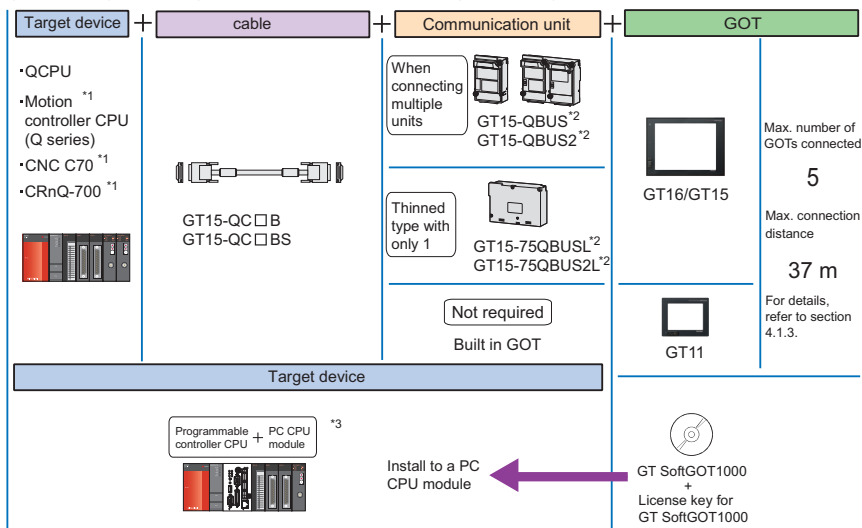 Target device + cable + Communication unit + GOT
・QCPU
・Motion *1
controller CPU
(Q series)
・CNC C70 *1
・CRnQ-700 *1
GT15-QC□B
GT15-QC□BS
When
connecting
multiple
units
GT15-QBUS*2
GT15-QBUS2*2
Thinned
type with
only 1
GT15-75QBUSL*2
GT15-75QBUS2L*2
Not required
Built in GOT
GT16/GT15
GT11
Max. number of
GOTs connected
5
Max. connection
distance
37 m
For details,
refer to section
4.1.3.
Target device
Programmable
controller CPU
+
PC CPU
module
*3
Install to a PC
CPU module
GT SoftGOT1000
+
License key for
GT SoftGOT1000